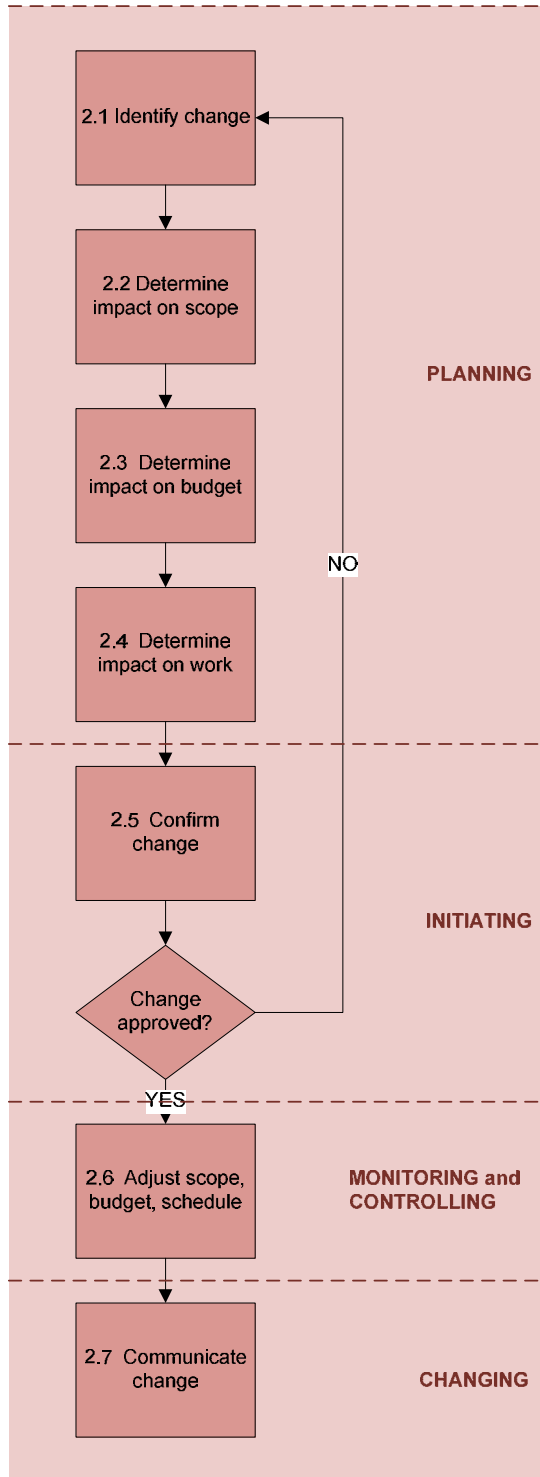 2.1 Identify change
2.2 Determine
impact on scope
PLANNING
2.3 Determine
impact on budget
NO
2.4 Determine
impact on work
2.5 Confirm
change
INITIATING
Change
approved?
YES
2.6 Adjust scope,
budget, schedule
MONITORING and
CONTROLLING
2.7 Communicate
change
CHANGING